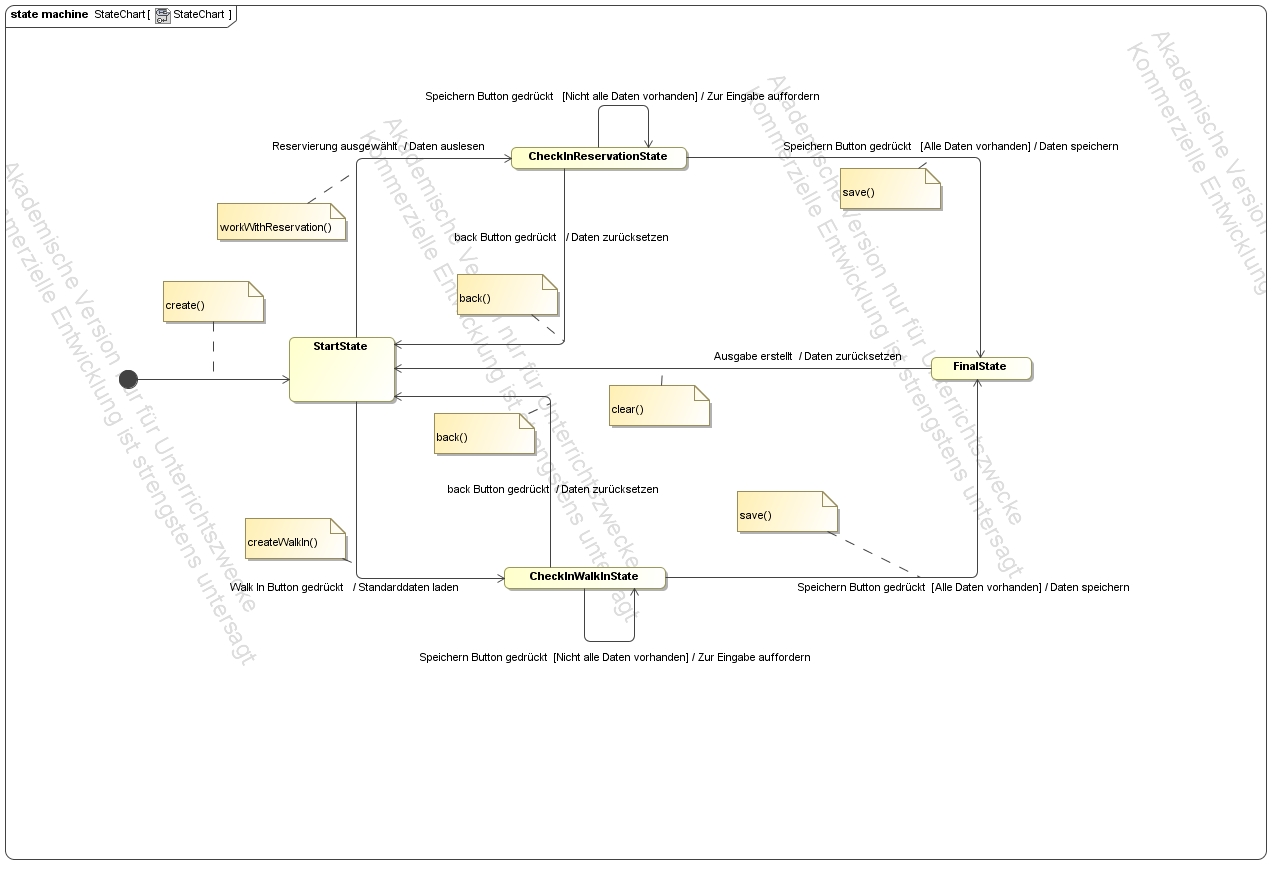 state machine StateChart [ StateChart ]
Speichern Button gedrückt [Nicht alle Daten vorhanden] / Zur Eingabe auffordern
Reservierung ausgewählt / Daten auslesen
CheckInReservationState
Speichern Button gedrückt [Alle Daten vorhanden] / Daten speichern
save()
workWithReservation()
back Button gedrückt / Daten zurücksetzen
create()
back()
StartState
Ausgabe erstellt / Daten zurücksetzen
FinalState
clear()
back()
back Button gedrückt / Daten zurücksetzen
save()
createWalkIn()
CheckInWalkInState
Walk In Button gedrückt / Standarddaten laden
Speichern Button gedrückt [Alle Daten vorhanden] / Daten speichern
Speichern Button gedrückt [Nicht alle Daten vorhanden] / Zur Eingabe auffordern
Akademische Version nur für Unterrichtszwecke
Kommerzielle Entwicklung ist strengstens untersagt
Akademische Version nur für Unterrichtszwecke
Kommerzielle Entwicklung ist strengstens untersagt
Akademische Version nur für Unterrichtszwecke
Kommerzielle Entwicklung ist strengstens untersagt
Akademische Version
Kommerzielle Entwicklung